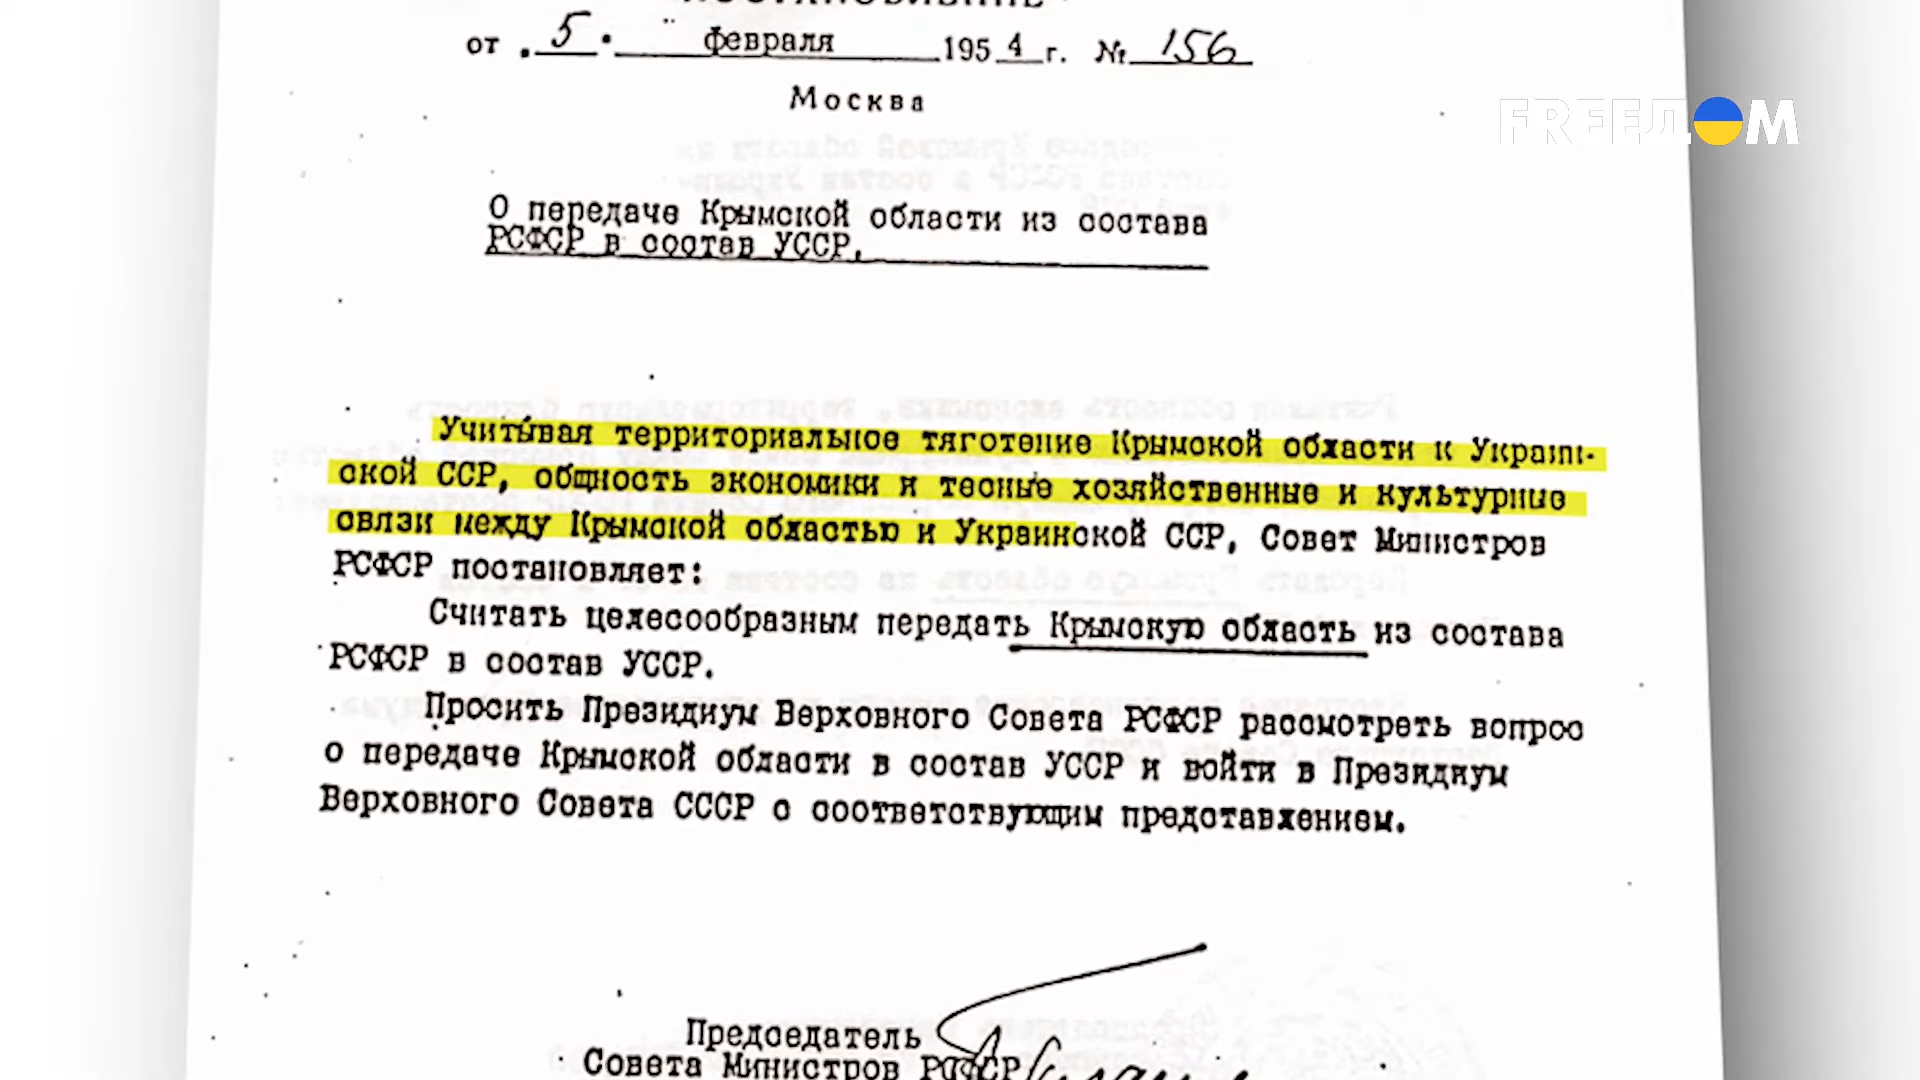 от „5" февраля 1954 г. № 156
Москва
FREEДОМ
О передаче Крымской области из состава
РСФСР в состав УССР.
Учитывая территориальное тяготение Крымской области к Украин-
ской ССР, общность экономики и тесные хозяйственные и культурные
связи между Крымской областью и Украинской ССР, Совет Министров
РСФСР постановляет:
Считать целесообразным передать Крымскую область из состава
РСФСР в состав УССР.
Просить Президиум Верховного Совета РСФСР рассмотреть вопрос
о передаче Крымской области в состав УССР и войти в Президиум
Верховного Совета СССР с соответствующим представлением.
Председатель
Совета Министров РСФСР